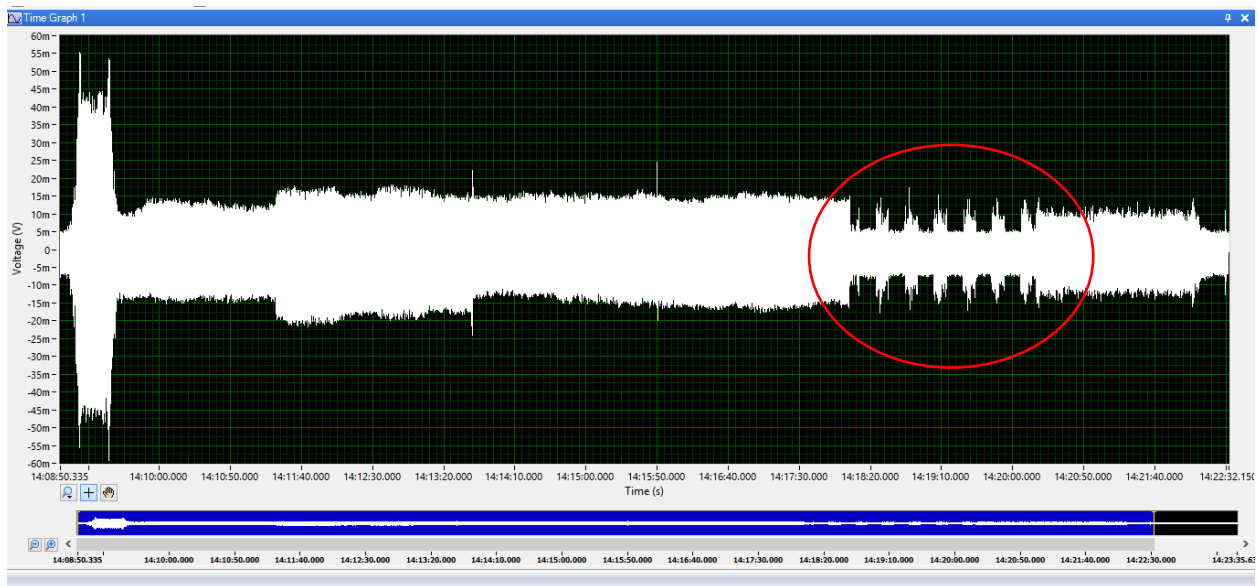 Time Graph 1
60m
55m
50m
45m
40m
35m
30m
25m
20m
15m
10m
5m
0
-5m
-10m
-15m
-20m
-25m
-30m
-35m
-40m
-45m
-50m
-55m
-60m
Voltage (V)
14:08:50.335 14:10:00.000 14:10:50.000 14:11:40.000 14:12:30.000 14:13:20.000 14:14:10.000 14:15:00.000 14:15:50.000 14:16:40.000 14:17:30.000 14:18:20.000 14:19:10.000 14:20:00.000 14:20:50.000 14:21:40.000 14:22:32.150
Time (s)
14:08:50.335 14:10:00.000 14:10:50.000 14:11:40.000 14:12:30.000 14:13:20.000 14:14:10.000 14:15:00.000 14:15:50.000 14:16:40.000 14:17:30.000 14:18:20.000 14:19:10.000 14:20:00.000 14:20:50.000 14:21:40.000 14:22:30.000